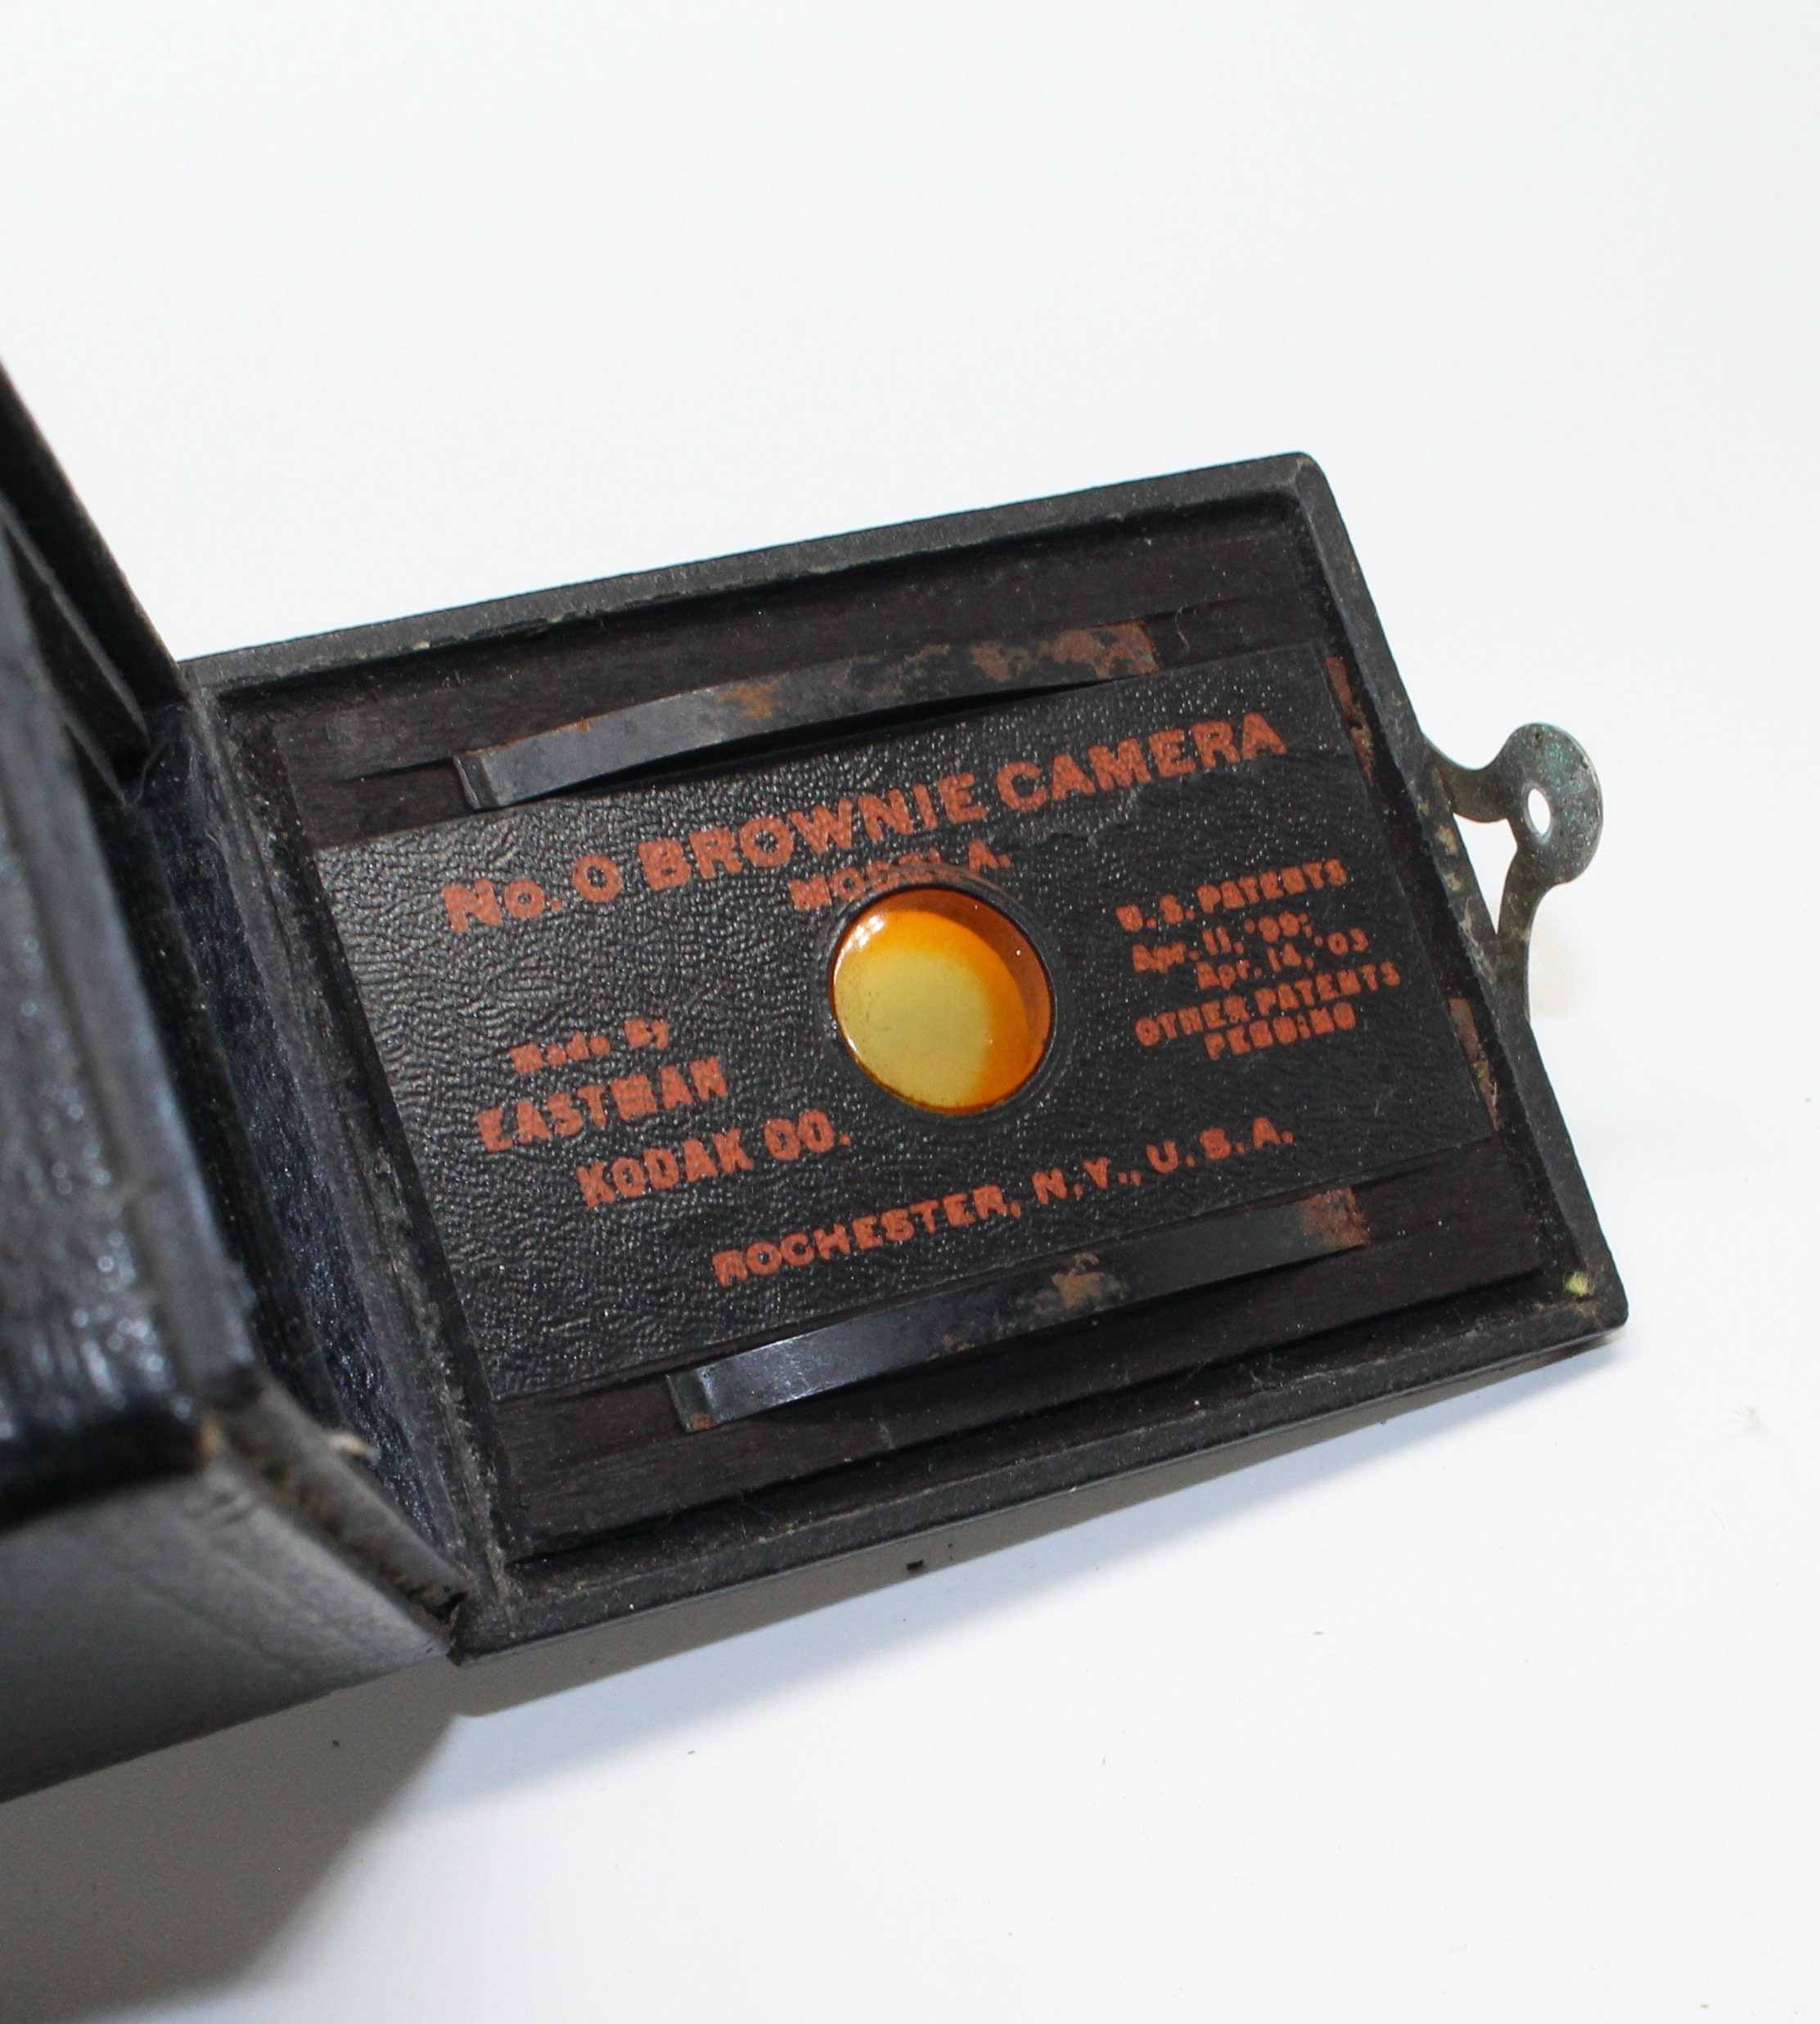 No. 0 BROWNIE CAMERA
MODEL A.
U. S. PATENTS
Apr. 11, '99;
Apr. 14, '03
OTHER PATENTS
PENDING
Made By
EASTMAN
KODAK CO.
ROCHESTER, N.Y., U.S.A.